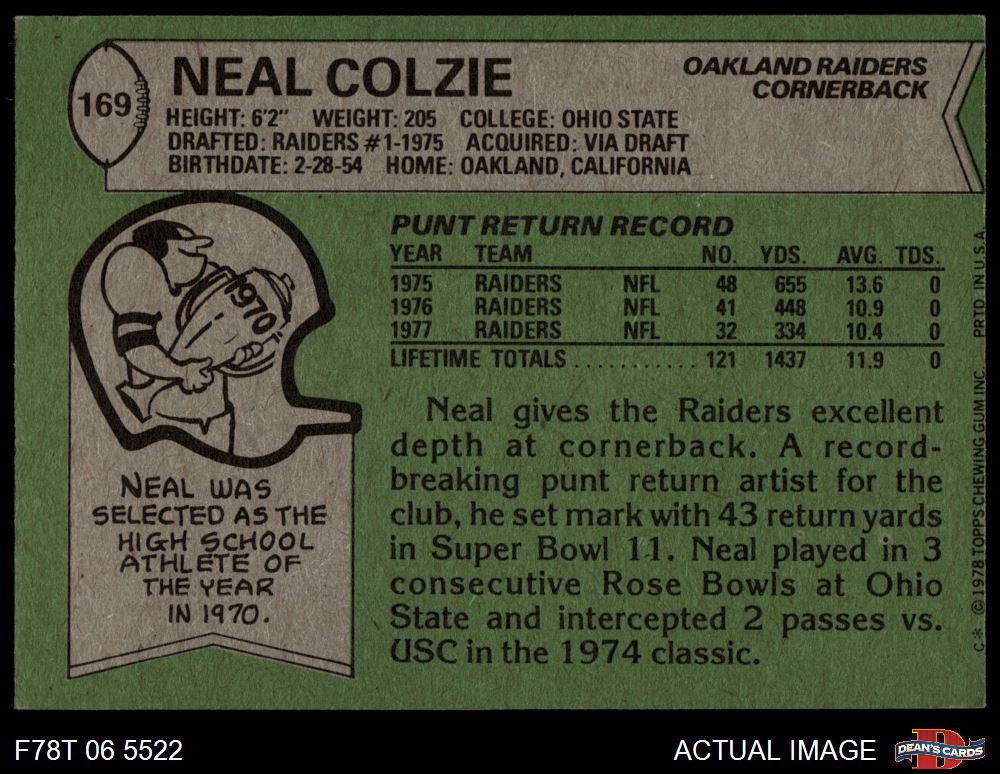 169
NEAL COLZIE
OAKLAND RAIDERS
CORNERBACK
HEIGHT: 6'2" WEIGHT: 205 COLLEGE: OHIO STATE
DRAFTED: RAIDERS #1-1975 ACQUIRED: VIA DRAFT
BIRTHDATE: 2-28-54 HOME: OAKLAND, CALIFORNIA
1970
NEAL WAS
SELECTED AS THE
HIGH SCHOOL
ATHLETE OF
THE YEAR
IN 1970.
PUNT RETURN RECORD
YEAR TEAM NO. YDS. AVG. TDS.
1975 RAIDERS NFL 48 655 13.6 0
1976 RAIDERS NFL 41 448 10.9 0
1977 RAIDERS NFL 32 334 10.4 0
LIFETIME TOTALS ........... 121 1437 11.9 0
Neal gives the Raiders excellent
depth at cornerback. A record-
breaking punt return artist for the
club, he set mark with 43 return yards
in Super Bowl 11. Neal played in 3
consecutive Rose Bowls at Ohio
State and intercepted 2 passes vs.
USC in the 1974 classic.
C* © 1978 TOPPS CHEWING GUM INC. PRTD. IN U.S.A.
F78T 06 5522
ACTUAL IMAGE
D
DEAN'S CARDS